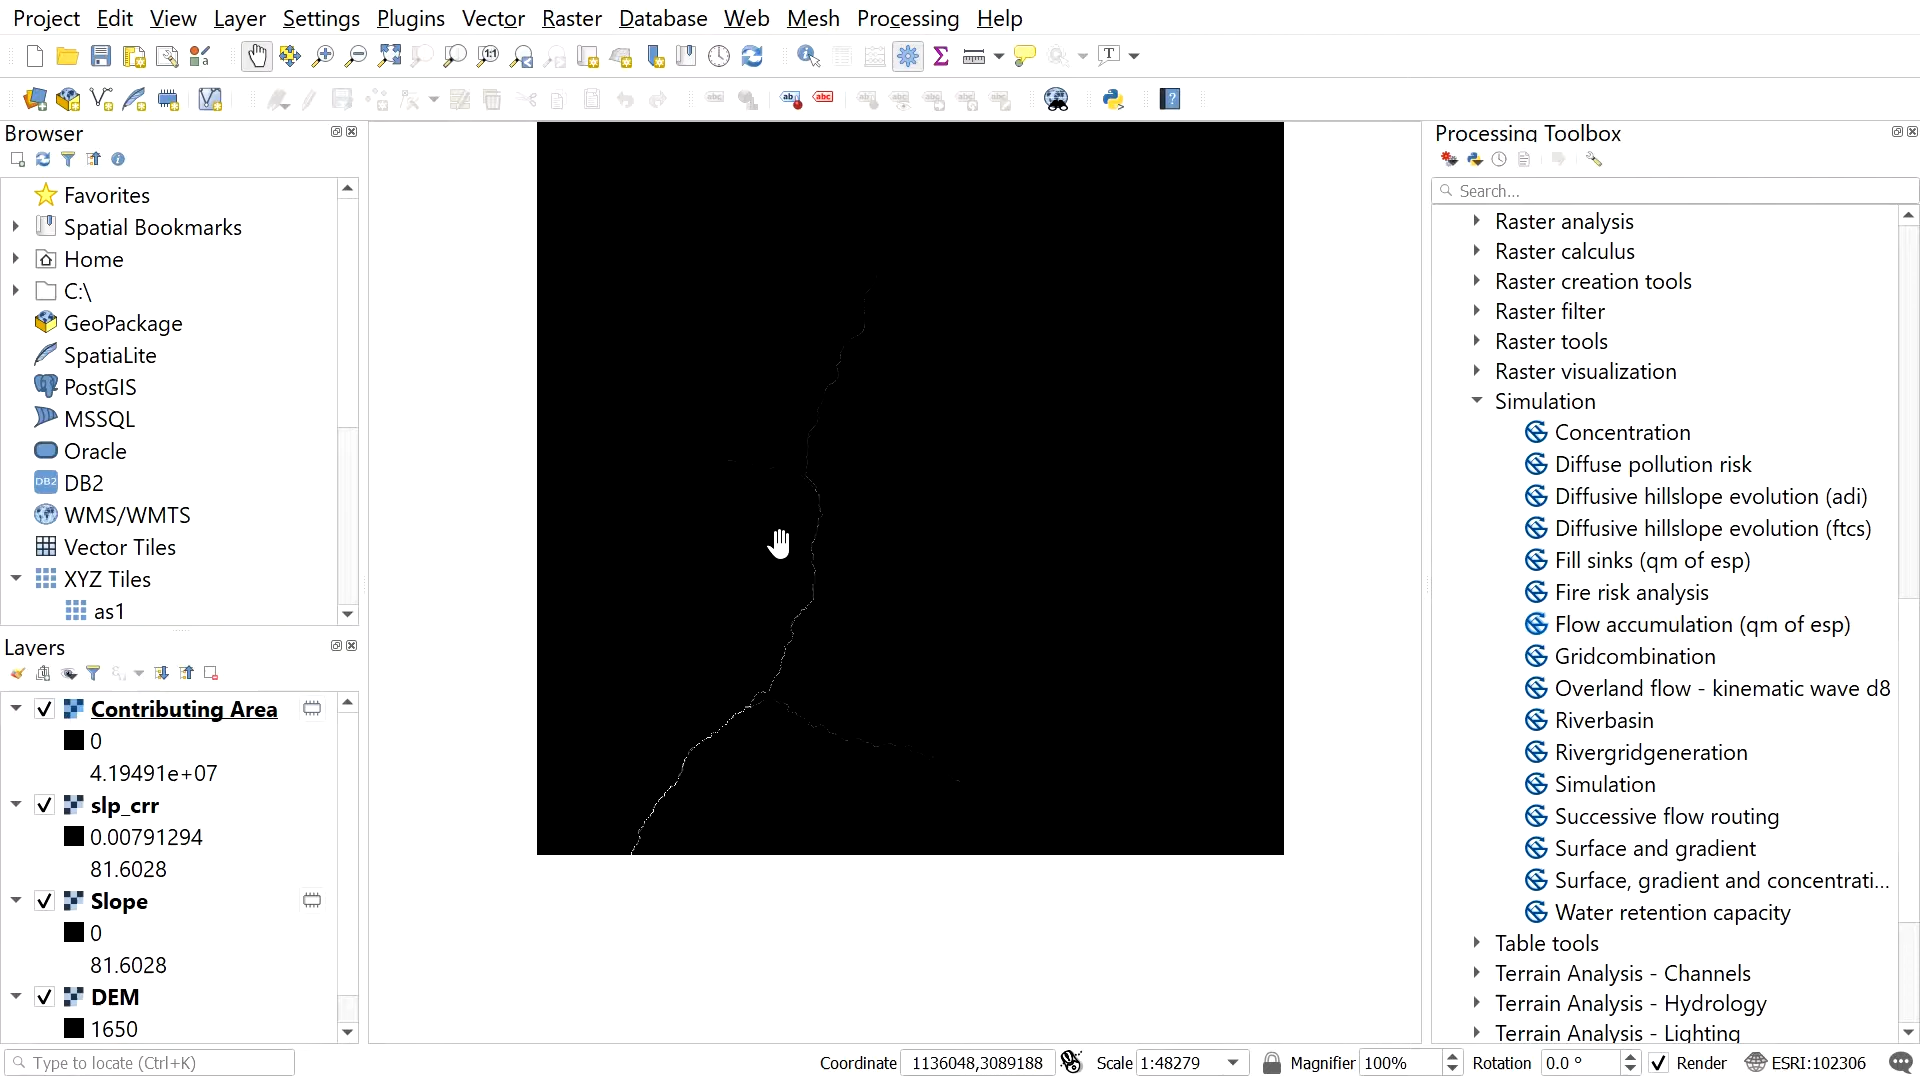 Project Edit View Layer Settings Plugins Vector Raster Database Web Mesh Processing Help
Browser
Favorites
Spatial Bookmarks
Home
C:\
GeoPackage
SpatiaLite
PostGIS
MSSQL
Oracle
DB2
WMS/WMTS
Vector Tiles
XYZ Tiles
as1
Layers
Contributing Area
0
4.19491e+07
slp_crr
0.00791294
81.6028
Slope
0
81.6028
DEM
1650
Processing Toolbox
Search...
Raster analysis
Raster calculus
Raster creation tools
Raster filter
Raster tools
Raster visualization
Simulation
Concentration
Diffuse pollution risk
Diffusive hillslope evolution (adi)
Diffusive hillslope evolution (ftcs)
Fill sinks (qm of esp)
Fire risk analysis
Flow accumulation (qm of esp)
Gridcombination
Overland flow - kinematic wave d8
Riverbasin
Rivergridgeneration
Simulation
Successive flow routing
Surface and gradient
Surface, gradient and concentrati...
Water retention capacity
Table tools
Terrain Analysis - Channels
Terrain Analysis - Hydrology
Terrain Analysis - Lighting
Type to locate (Ctrl+K) Coordinate 1136048,3089188 Scale 1:48279 Magnifier 100% Rotation 0.0 ° Render ESRI:102306